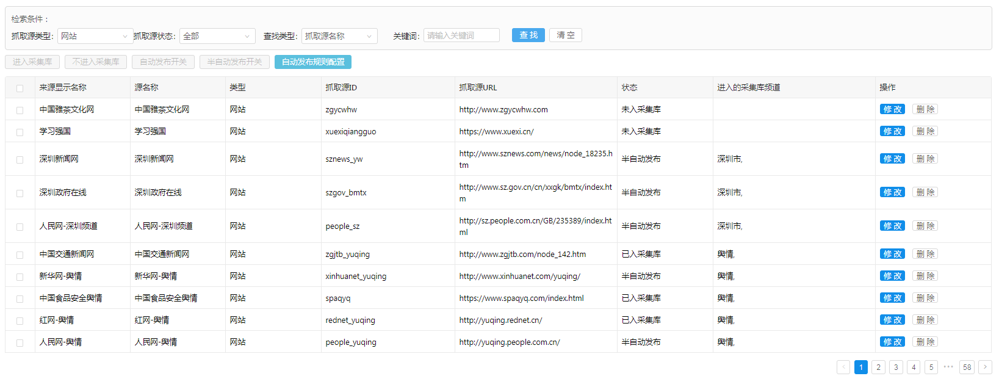 检索条件：
抓取源类型： 网站 抓取源状态： 全部 查找类型： 抓取源名称 关键词： 请输入关键词 查 找 清 空
进入采集库 不进入采集库 自动发布开关 半自动发布开关 自动发布规则配置
来源显示名称 源名称 类型 抓取源ID 抓取源URL 状态 进入的采集库频道 操作
中国雅茶文化网 中国雅茶文化网 网站 zgycwhw http://www.zgycwhw.com 未入采集库 修 改 删 除
学习强国 学习强国 网站 xuexiqiangguo https://www.xuexi.cn/ 未入采集库 修 改 删 除
深圳新闻网 深圳新闻网 网站 sznews_yw http://www.sznews.com/news/node_18235.h 半自动发布 深圳市, 修 改 删 除
tm
深圳政府在线 深圳政府在线 网站 szgov_bmtx http://www.sz.gov.cn/cn/xxgk/bmtx/index.ht 半自动发布 深圳市, 修 改 删 除
m
人民网-深圳频道 人民网-深圳频道 网站 people_sz http://sz.people.com.cn/GB/235389/index.ht 半自动发布 深圳市, 修 改 删 除
ml
中国交通新闻网 中国交通新闻网 网站 zgjtb_yuqing http://www.zgjtb.com/node_142.htm 已入采集库 舆情, 修 改 删 除
新华网-舆情 新华网-舆情 网站 xinhuanet_yuqing http://www.xinhuanet.com/yuqing/ 半自动发布 舆情, 修 改 删 除
中国食品安全舆情 中国食品安全舆情 网站 spaqyq https://www.spaqyq.com/index.html 已入采集库 舆情, 修 改 删 除
红网-舆情 红网-舆情 网站 rednet_yuqing http://yuqing.rednet.cn/ 已入采集库 舆情, 修 改 删 除
人民网-舆情 人民网-舆情 网站 people_yuqing http://yuqing.people.com.cn/ 半自动发布 舆情, 修 改 删 除
< 1 2 3 4 5 ••• 58 >